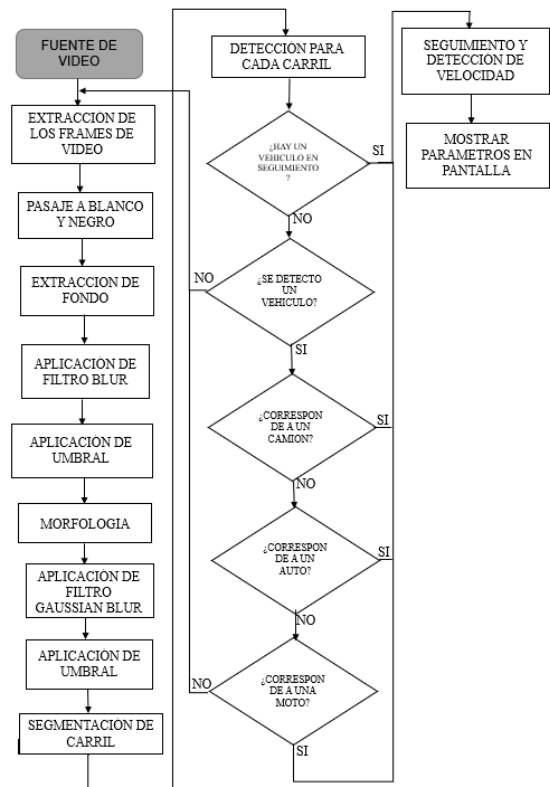 FUENTE DE
VIDEO
EXTRACCIÓN DE
LOS FRAMES DE
VIDEO
PASAJE A BLANCO
Y NEGRO
EXTRACCION DE
FONDO
APLICACIÓN DE
FILTRO BLUR
APLICACIÓN DE
UMBRAL
MORFOLOGIA
APLICACIÓN DE
FILTRO
GAUSSIAN BLUR
APLICACIÓN DE
UMBRAL
SEGMENTACIÓN DE
CARRIL
DETECCIÓN PARA
CADA CARRIL
¿HAY UN
VEHICULO EN
SEGUIMIENTO
?
SI
NO
¿SE DETECTO
UN
VEHICULO?
NO
SI
¿CORRESPON
DE A UN
CAMION?
SI
NO
¿CORRESPON
DE A UN
AUTO?
SI
NO
¿CORRESPON
DE A UNA
MOTO?
NO
SI
SEGUIMIENTO Y
DETECCIÓN DE
VELOCIDAD
MOSTRAR
PARAMETROS EN
PANTALLA